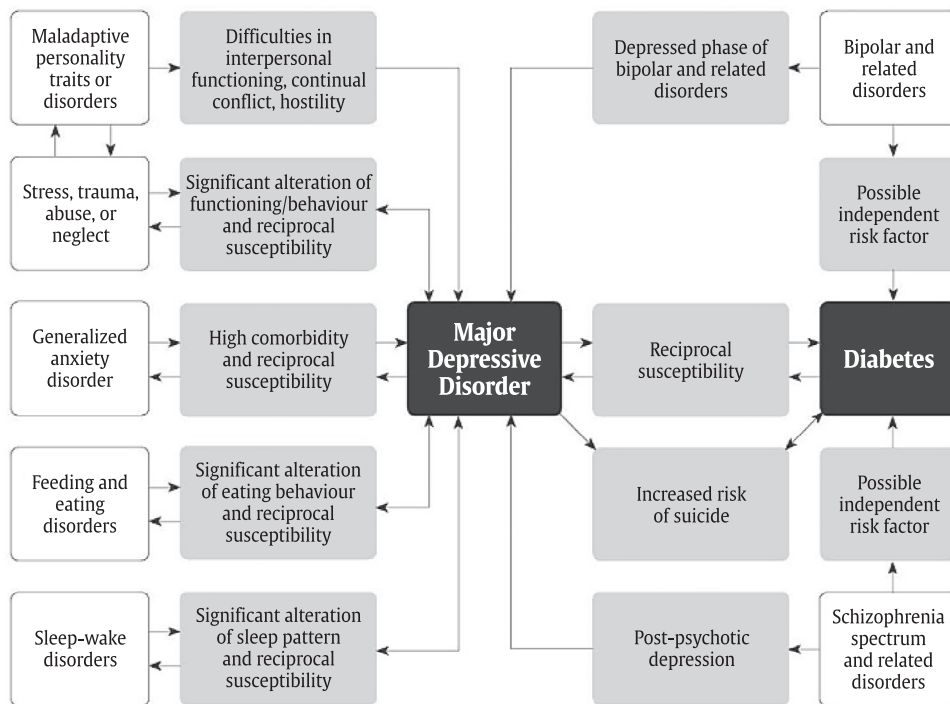 Maladaptive
personality
traits or
disorders
Difficulties in
interpersonal
functioning, continual
conflict, hostility
Depressed phase of
bipolar and related
disorders
Bipolar and
related
disorders
Stress, trauma,
abuse, or
neglect
Significant alteration of
functioning/behaviour
and reciprocal
susceptibility
Possible
independent
risk factor
Generalized
anxiety
disorder
High comorbidity
and reciprocal
susceptibility
Major
Depressive
Disorder
Reciprocal
susceptibility
Diabetes
Feeding and
eating
disorders
Significant alteration
of eating behaviour
and reciprocal
susceptibility
Increased risk
of suicide
Possible
independent
risk factor
Sleep-wake
disorders
Significant alteration
of sleep pattern
and reciprocal
susceptibility
Post-psychotic
depression
Schizophrenia
spectrum
and related
disorders